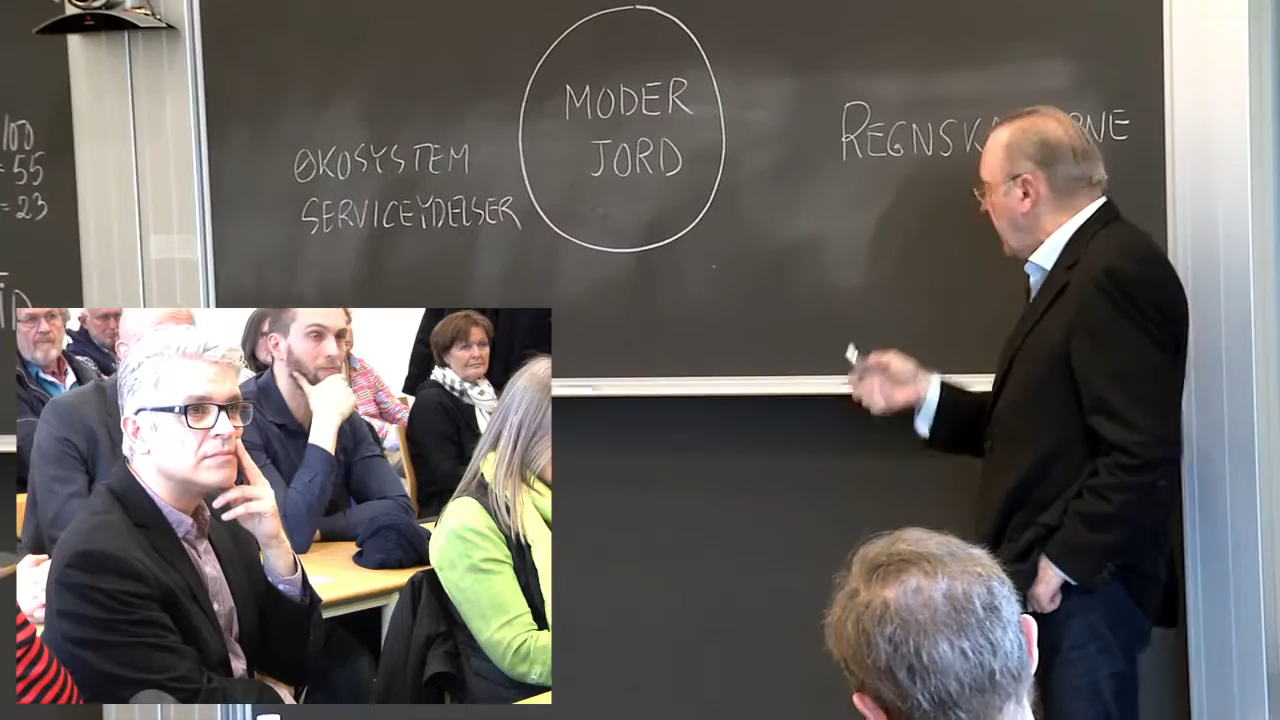 100
= 55
= 23
MODER
JORD
ØKOSYSTEM
SERVICEYDELSER